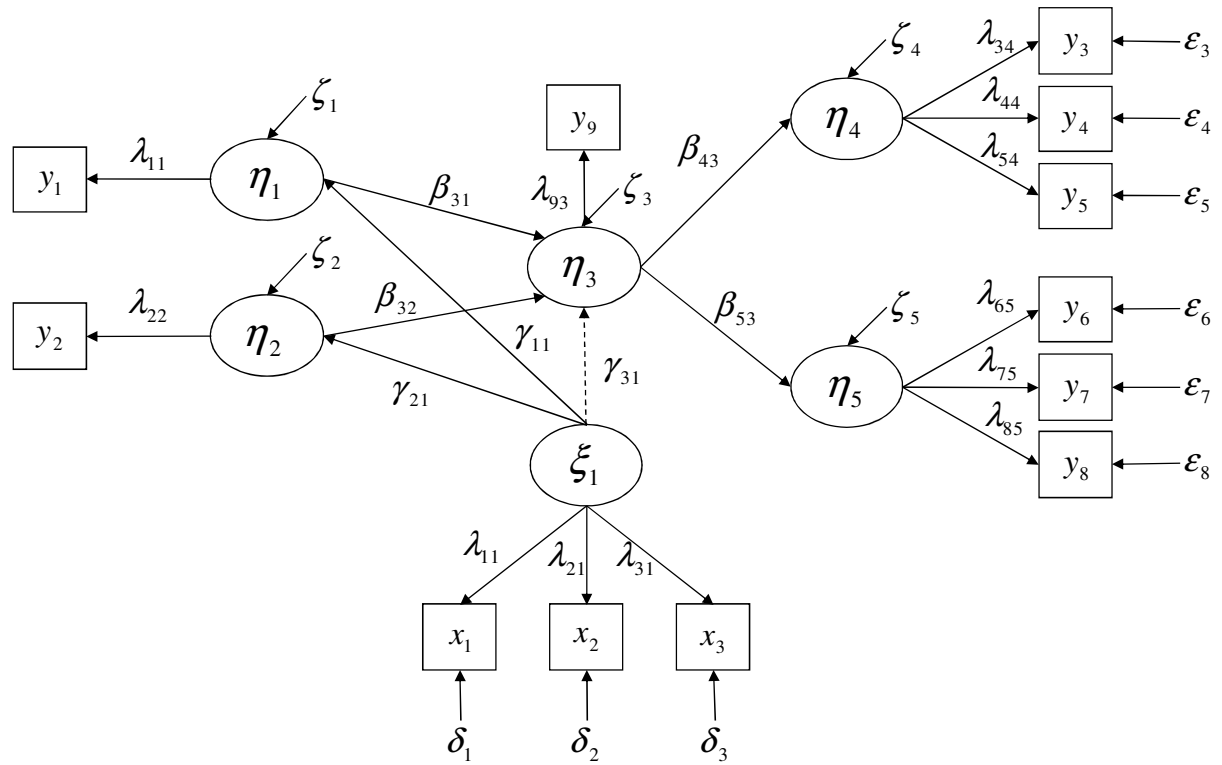 ζ₄ λ₃₄ y₃ ε₃
ζ₁ y₉ η₄ λ₄₄ y₄ ε₄
λ₁₁ β₄₃ λ₅₄
y₁ η₁ β₃₁ λ₉₃ ζ₃ y₅ ε₅
ζ₂ η₃
λ₂₂ β₃₂ β₅₃ ζ₅ λ₆₅ y₆ ε₆
y₂ η₂ γ₁₁ γ₃₁ λ₇₅
γ₂₁ η₅ y₇ ε₇
λ₈₅
ξ₁ y₈ ε₈
λ₁₁ λ₂₁ λ₃₁
x₁ x₂ x₃
δ₁ δ₂ δ₃